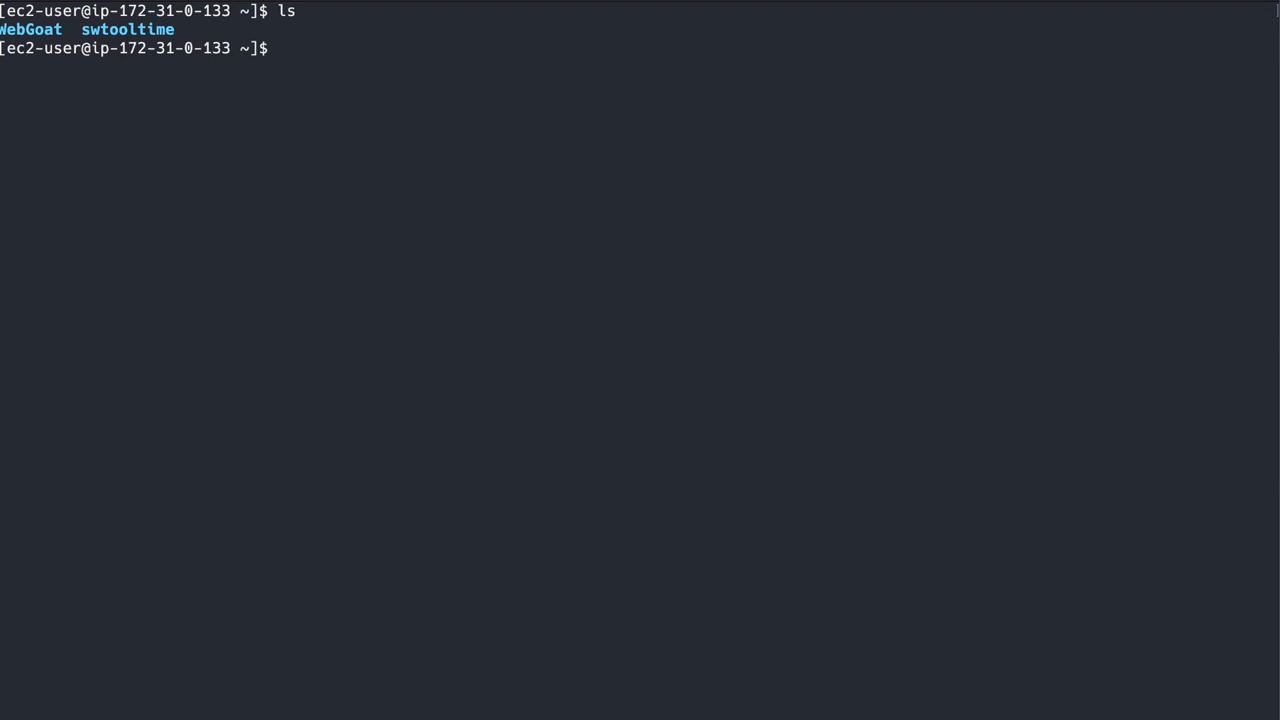 [ec2-user@ip-172-31-0-133 ~]$ ls
WebGoat  swtooltime
[ec2-user@ip-172-31-0-133 ~]$